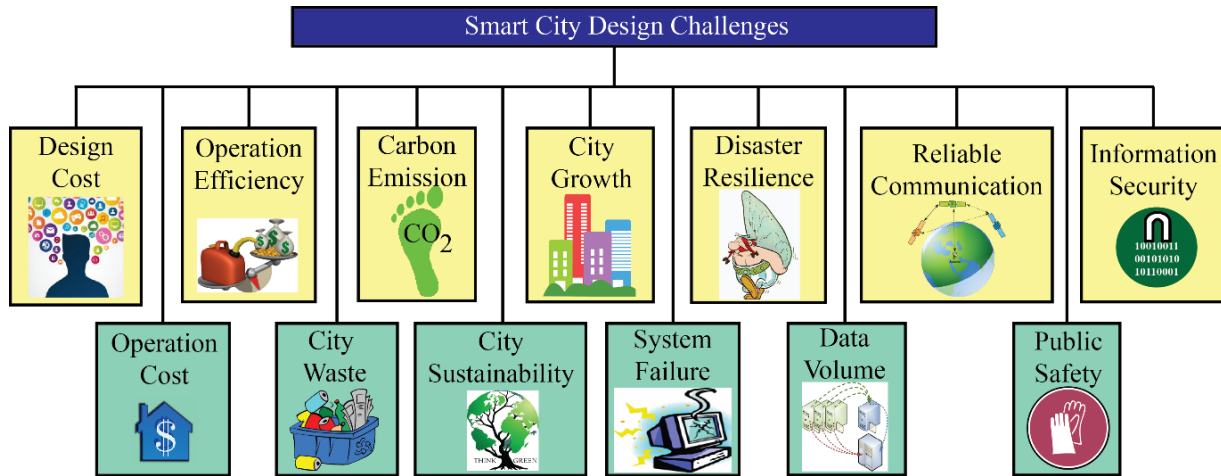 Smart City Design Challenges
Design
Cost
Operation
Efficiency
$
$
$
Carbon
Emission
CO2
City
Growth
Disaster
Resilience
Reliable
Communication
Information
Security
10010011
00101010
10110001
Operation
Cost
$
City
Waste
City
Sustainability
THINK GREEN
System
Failure
Data
Volume
Public
Safety